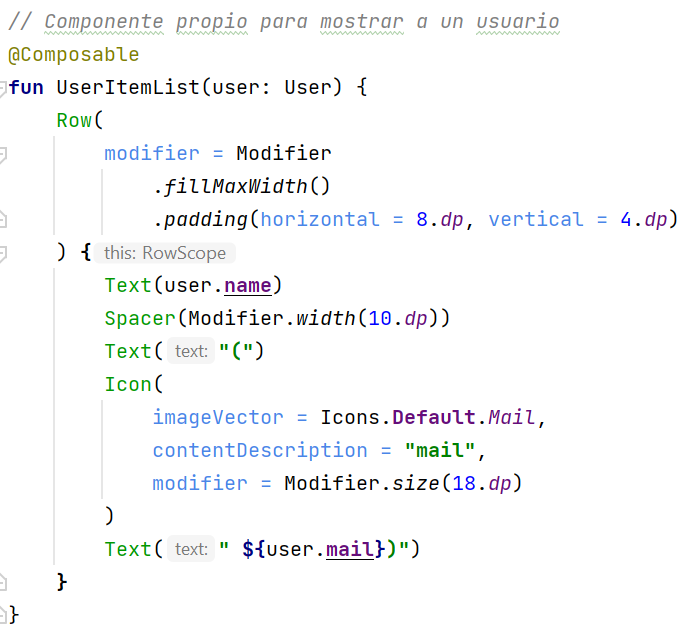 // Componente propio para mostrar a un usuario
@Composable
fun UserItemList(user: User) {
    Row(
        modifier = Modifier
            .fillMaxWidth()
            .padding(horizontal = 8.dp, vertical = 4.dp)
    ) { this: RowScope
        Text(user.name)
        Spacer(Modifier.width(10.dp))
        Text( text: "(")
        Icon(
            imageVector = Icons.Default.Mail,
            contentDescription = "mail",
            modifier = Modifier.size(18.dp)
        )
        Text( text: " ${user.mail})")
    }
}